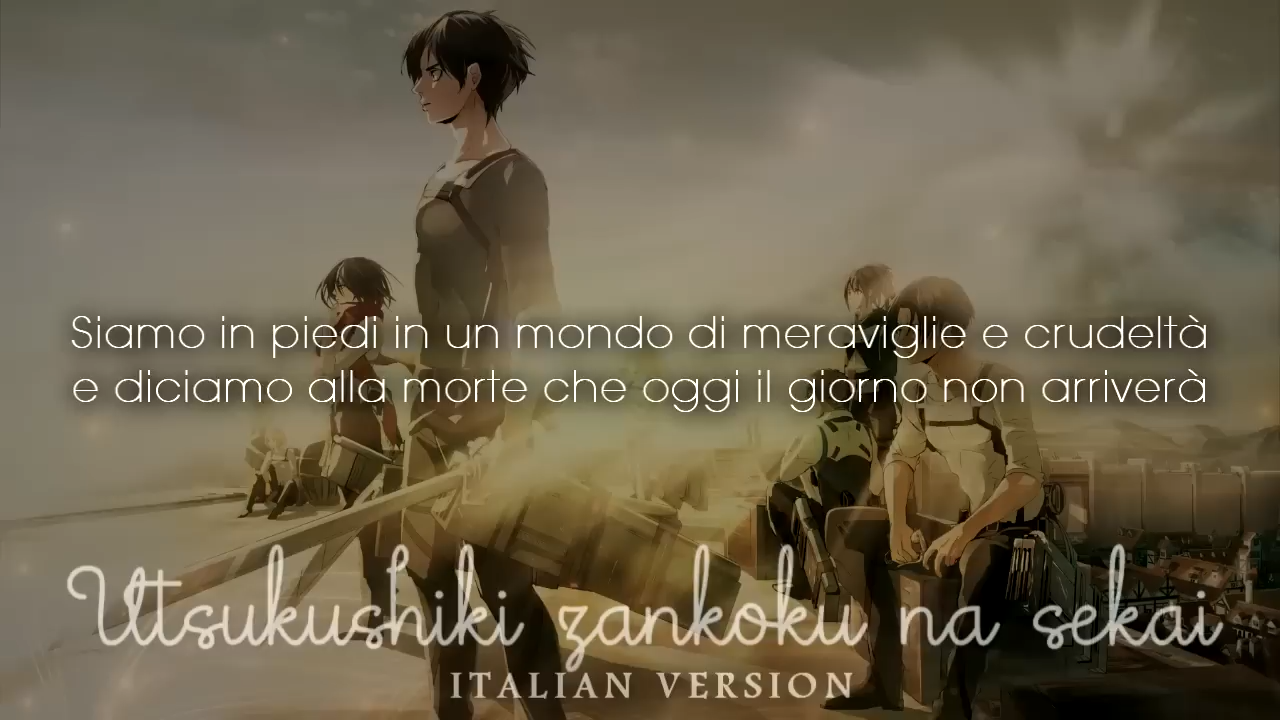 Siamo in piedi in un mondo di meraviglie e crudeltà
e diciamo alla morte che oggi il giorno non arriverà
Utsukushiki zankoku na sekai
ITALIAN VERSION